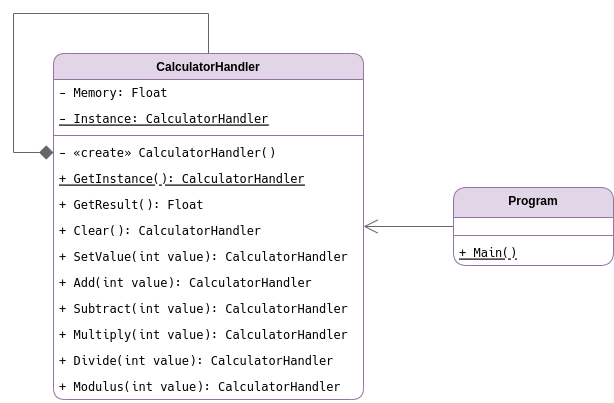 CalculatorHandler
- Memory: Float
- Instance: CalculatorHandler
- «create» CalculatorHandler()
+ GetInstance(): CalculatorHandler
+ GetResult(): Float
+ Clear(): CalculatorHandler
+ SetValue(int value): CalculatorHandler
+ Add(int value): CalculatorHandler
+ Subtract(int value): CalculatorHandler
+ Multiply(int value): CalculatorHandler
+ Divide(int value): CalculatorHandler
+ Modulus(int value): CalculatorHandler
Program
+ Main()